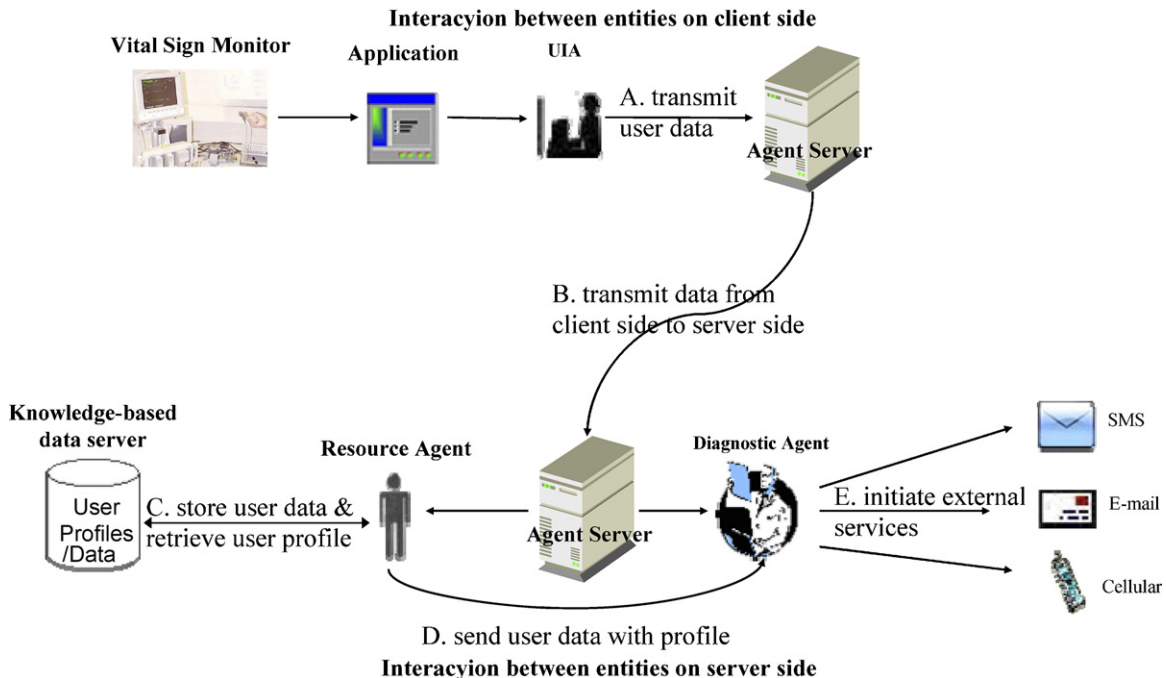 Interacyion between entities on client side
Vital Sign Monitor
Application
UIA
A. transmit
user data
Agent Server
B. transmit data from
client side to server side
Knowledge-based
data server
Resource Agent
Diagnostic Agent
SMS
User
Profiles
/Data
C. store user data &
retrieve user profile
Agent Server
E. initiate external
services
E-mail
Cellular
D. send user data with profile
Interacyion between entities on server side